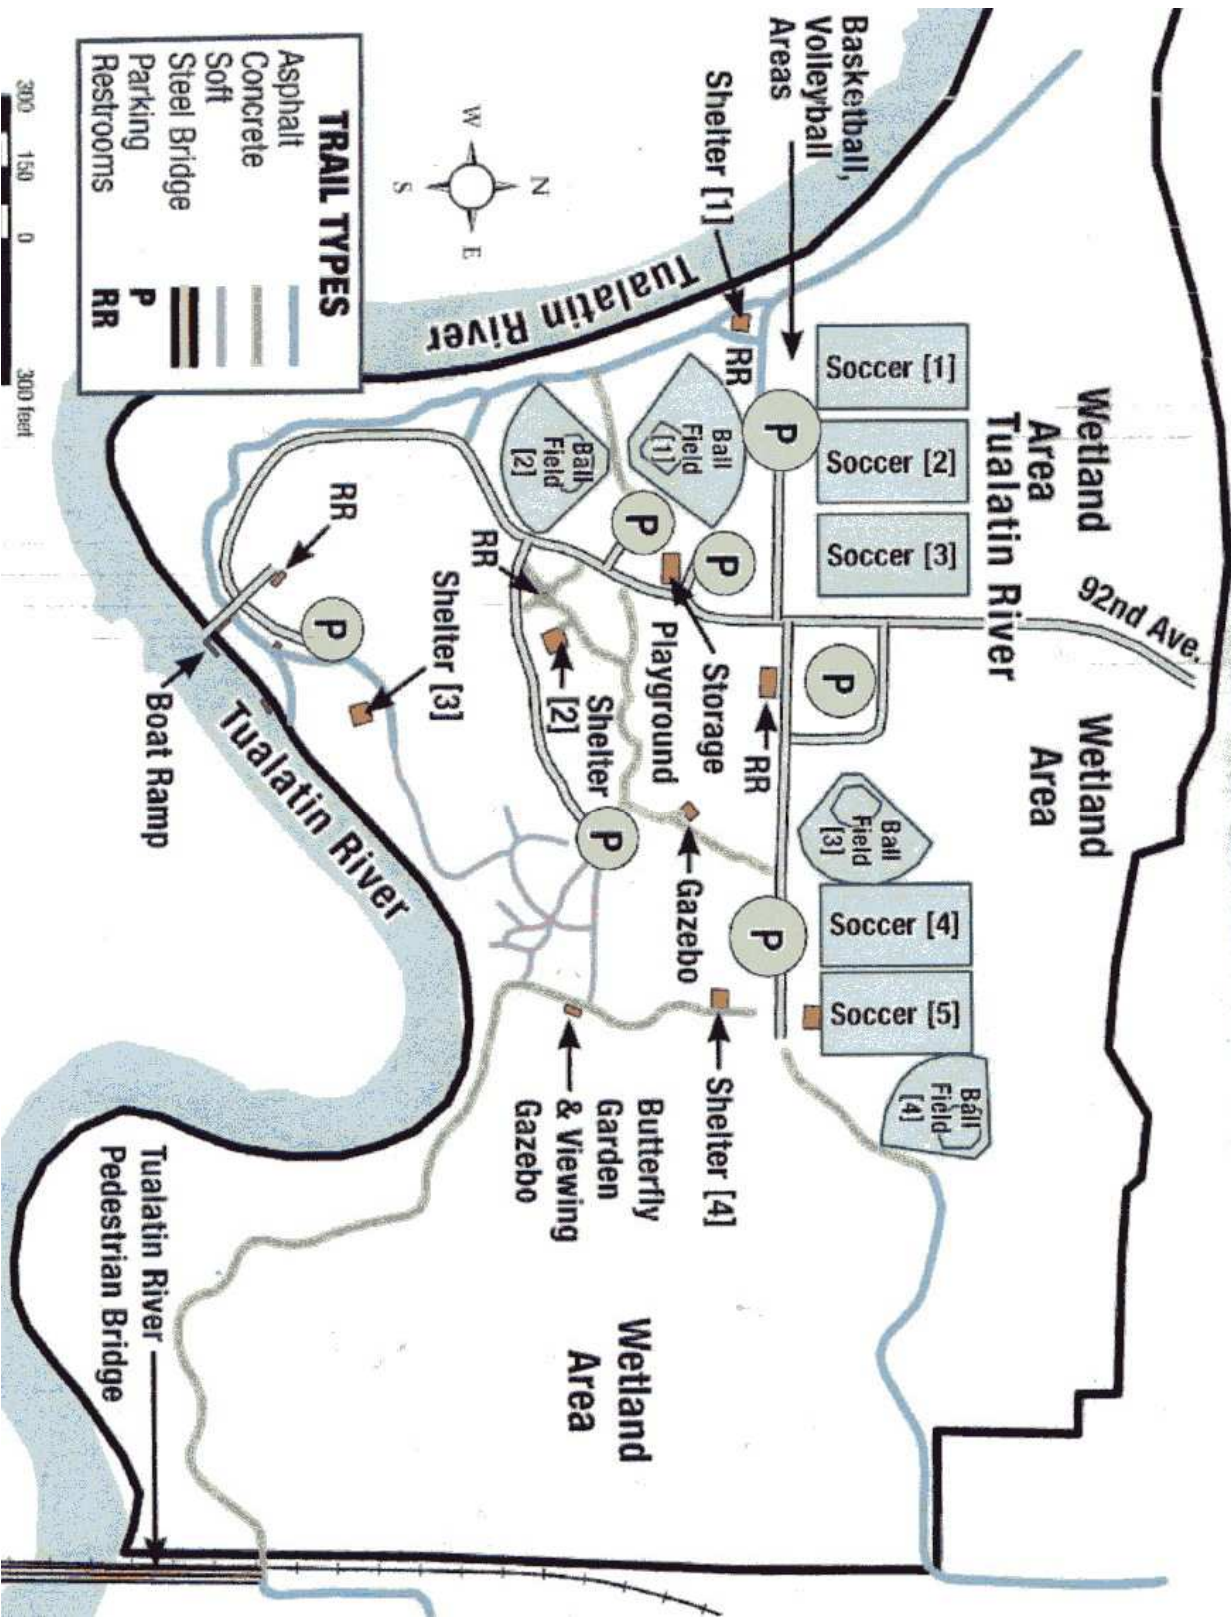 92nd Ave.
Wetland
Area
Tualatin River
Wetland
Area
Basketball,
Volleyball
Areas
Shelter [1]
Soccer [1]
Soccer [2]
Soccer [3]
P
RR
Ball
Field
[1]
Ball
Field
[2]
P
P
P
Storage
Playground
RR
RR
Ball
Field
[3]
Soccer [4]
Soccer [5]
Ball
Field
[4]
P
Gazebo
Shelter [4]
Shelter
[2]
P
Butterfly
Garden
& Viewing
Gazebo
Shelter [3]
RR
P
Boat Ramp
Tualatin River
Tualatin River
Wetland
Area
Tualatin River
Pedestrian Bridge
N
W
E
S
TRAIL TYPES
Asphalt
Concrete
Soft
Steel Bridge
Parking P
Restrooms RR
300 150 0 300 feet